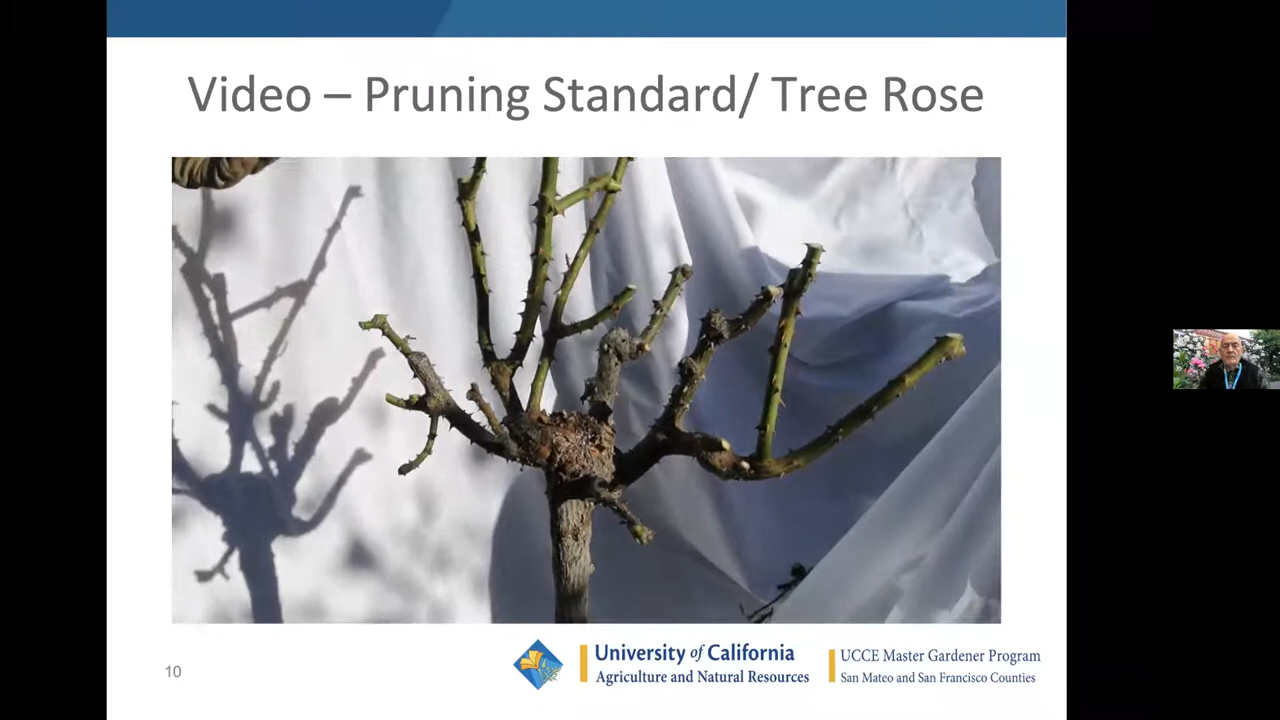 Video – Pruning Standard/ Tree Rose
10
University of California
Agriculture and Natural Resources
UCCE Master Gardener Program
San Mateo and San Francisco Counties